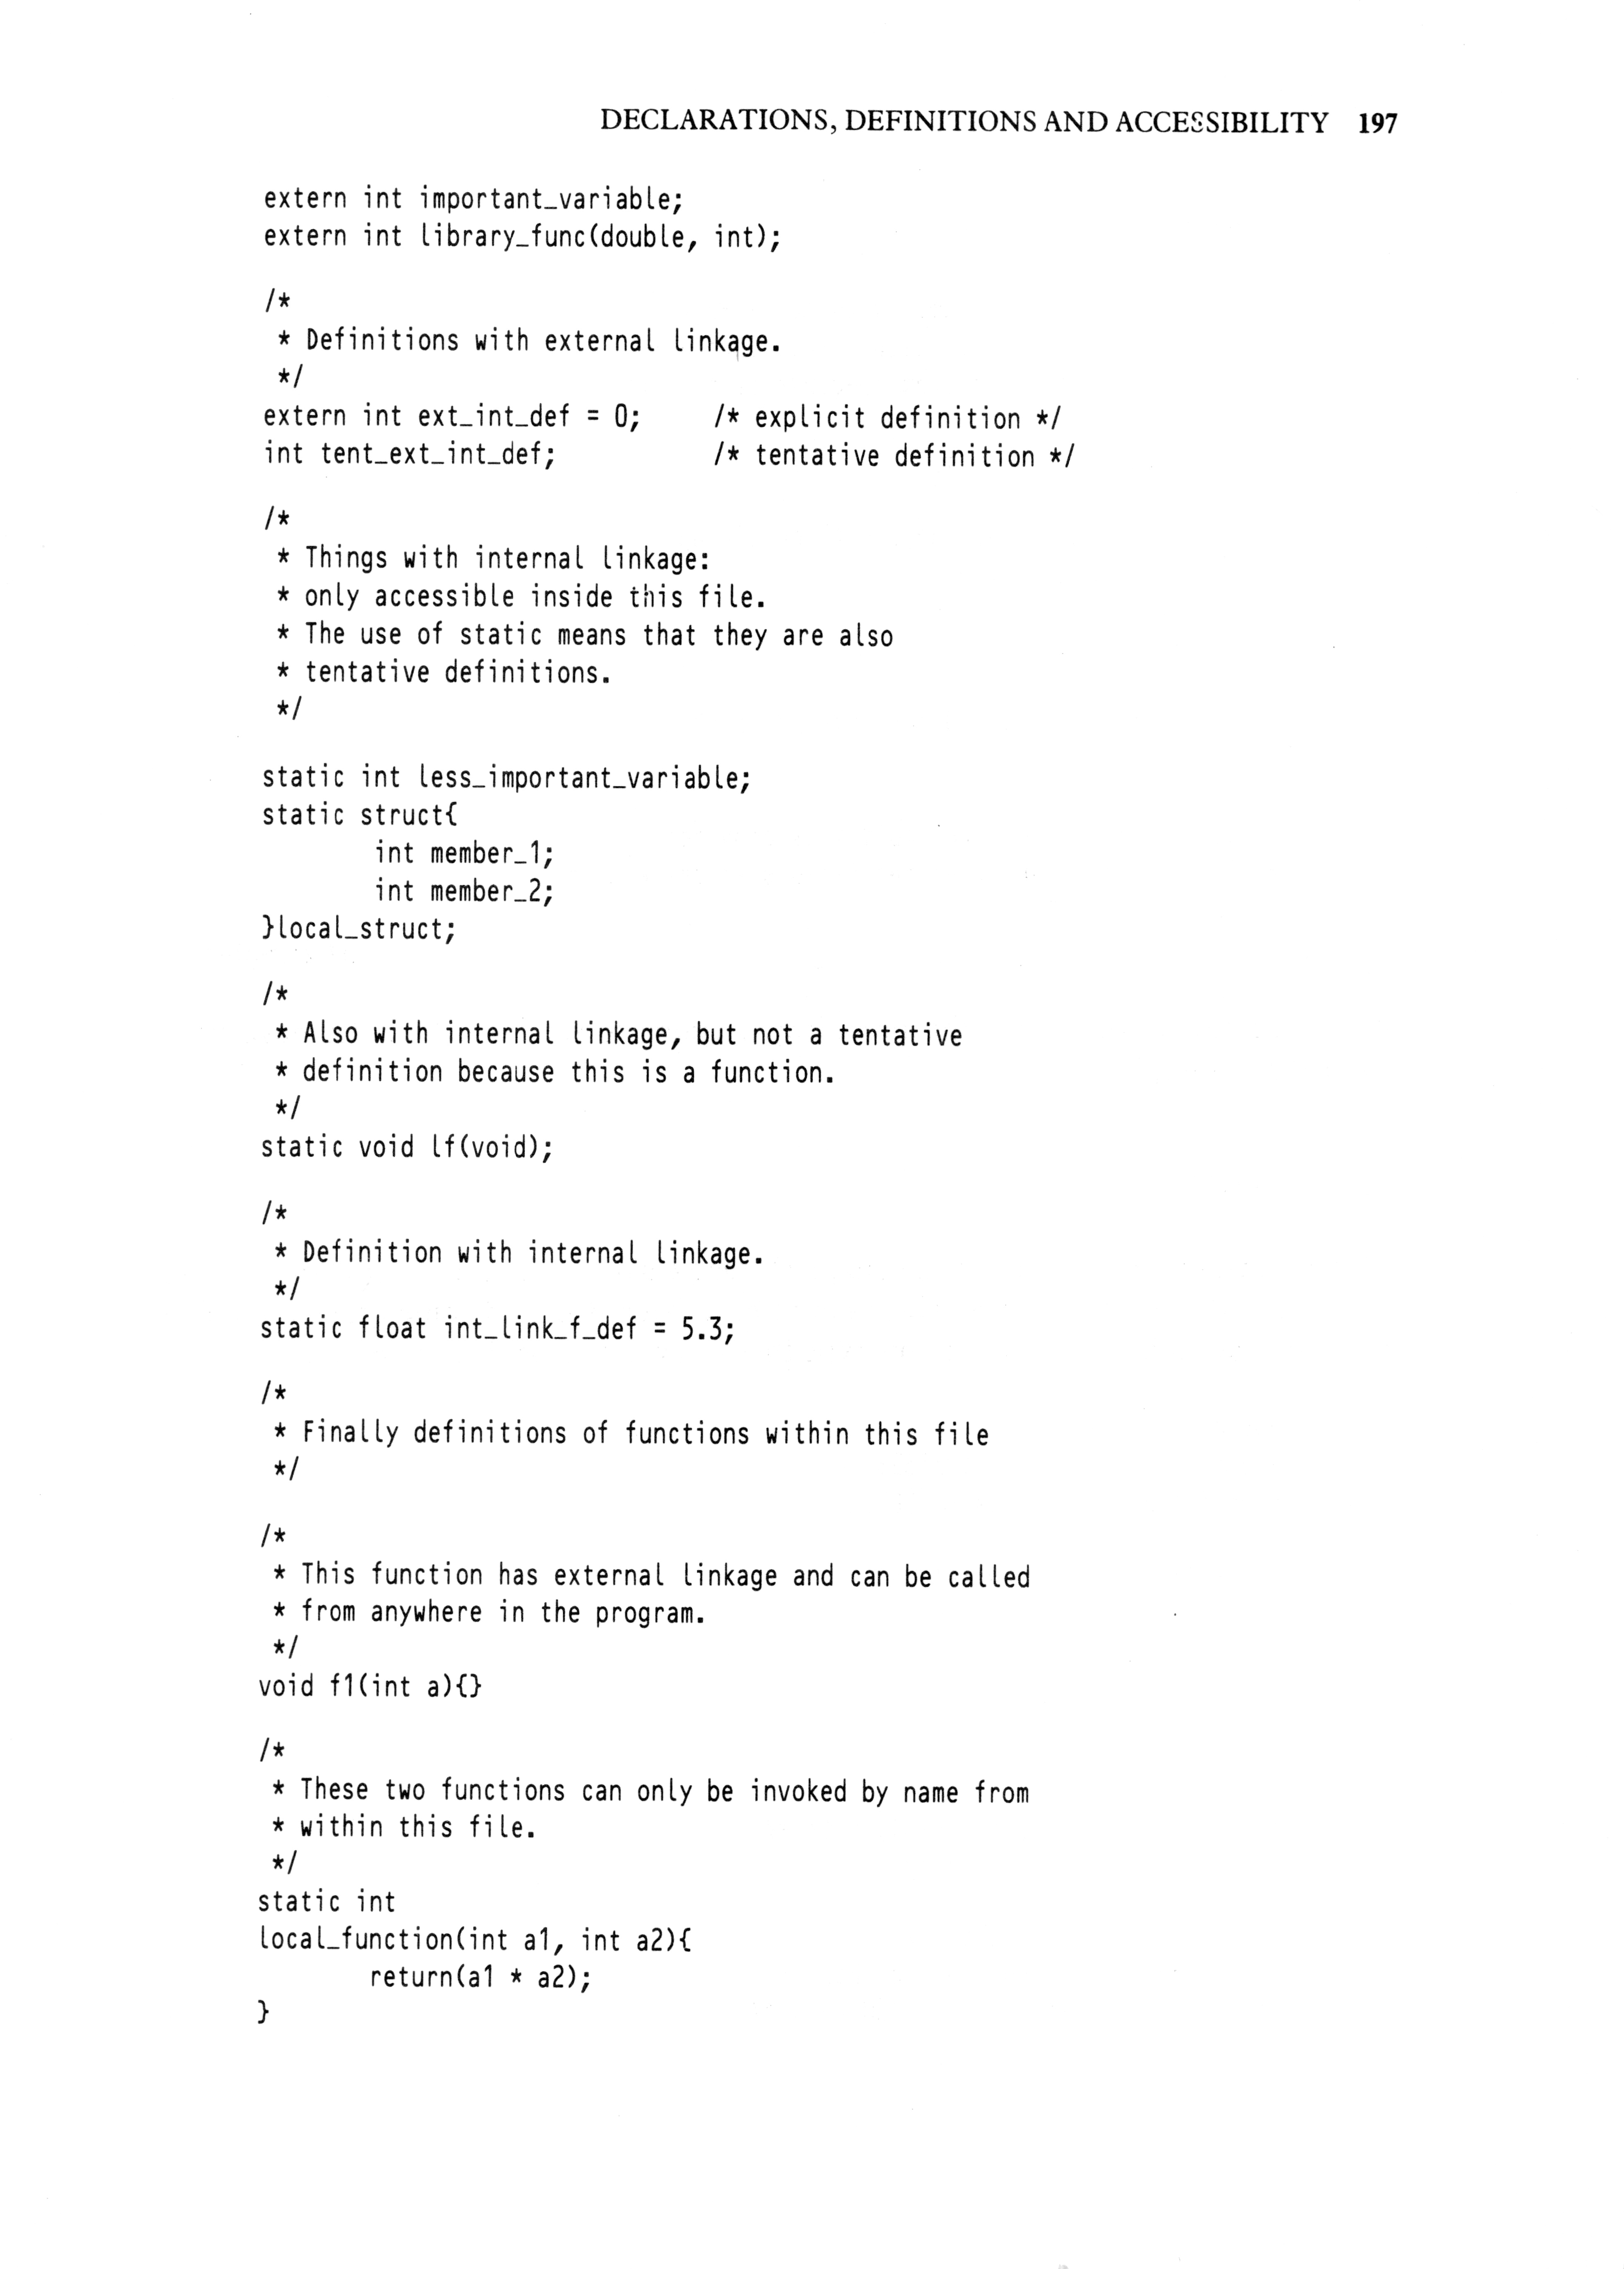 DECLARATIONS, DEFINITIONS AND ACCESSIBILITY 197
extern int important_variable;
extern int library_func(double, int);
/*
 * Definitions with external linkage.
 */
extern int ext_int_def = 0;     /* explicit definition */
int tent_ext_int_def;           /* tentative definition */
/*
 * Things with internal linkage:
 * only accessible inside this file.
 * The use of static means that they are also
 * tentative definitions.
 */
static int less_important_variable;
static struct{
        int member_1;
        int member_2;
}local_struct;
/*
 * Also with internal linkage, but not a tentative
 * definition because this is a function.
 */
static void lf(void);
/*
 * Definition with internal linkage.
 */
static float int_link_f_def = 5.3;
/*
 * Finally definitions of functions within this file
 */
/*
 * This function has external linkage and can be called
 * from anywhere in the program.
 */
void f1(int a){}
/*
 * These two functions can only be invoked by name from
 * within this file.
 */
static int
local_function(int a1, int a2){
        return(a1 * a2);
}